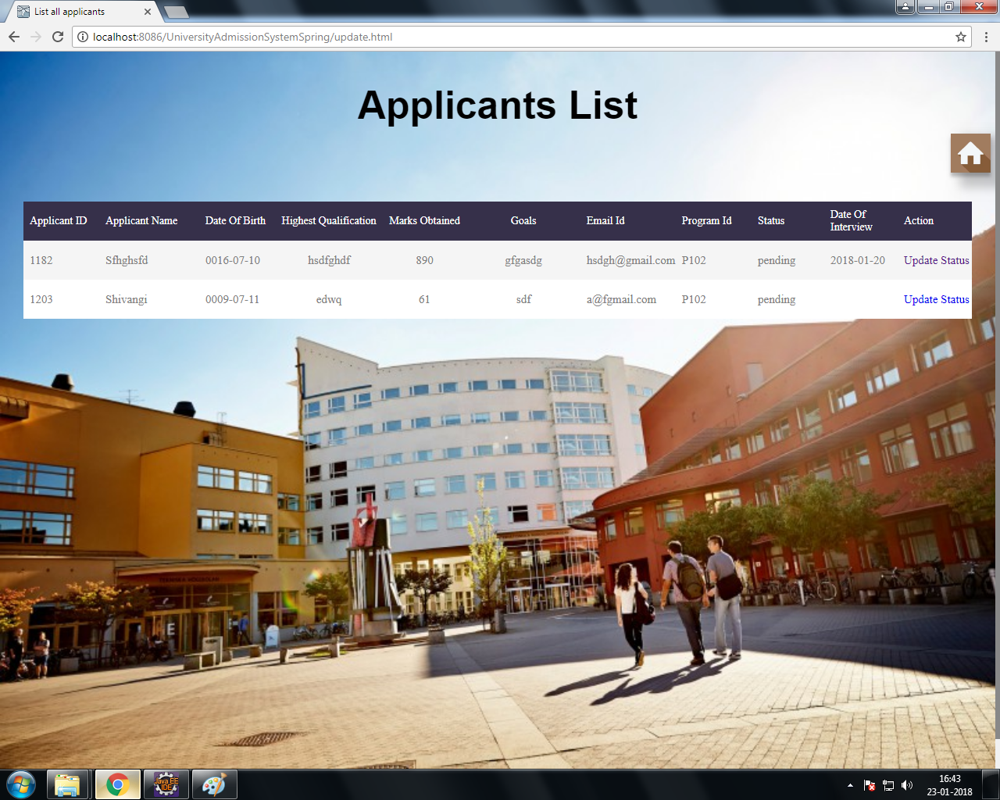 List all applicants
localhost:8086/UniversityAdmissionSystemSpring/update.html
Applicants List
Applicant ID Applicant Name Date Of Birth Highest Qualification Marks Obtained Goals Email Id Program Id Status Date Of Interview Action
1182 Sfhghsfd 0016-07-10 hsdfghdf 890 gfgasdg hsdgh@gmail.com P102 pending 2018-01-20 Update Status
1203 Shivangi 0009-07-11 edwq 61 sdf a@fgmail.com P102 pending Update Status
Java EE
IDE
16:43
23-01-2018